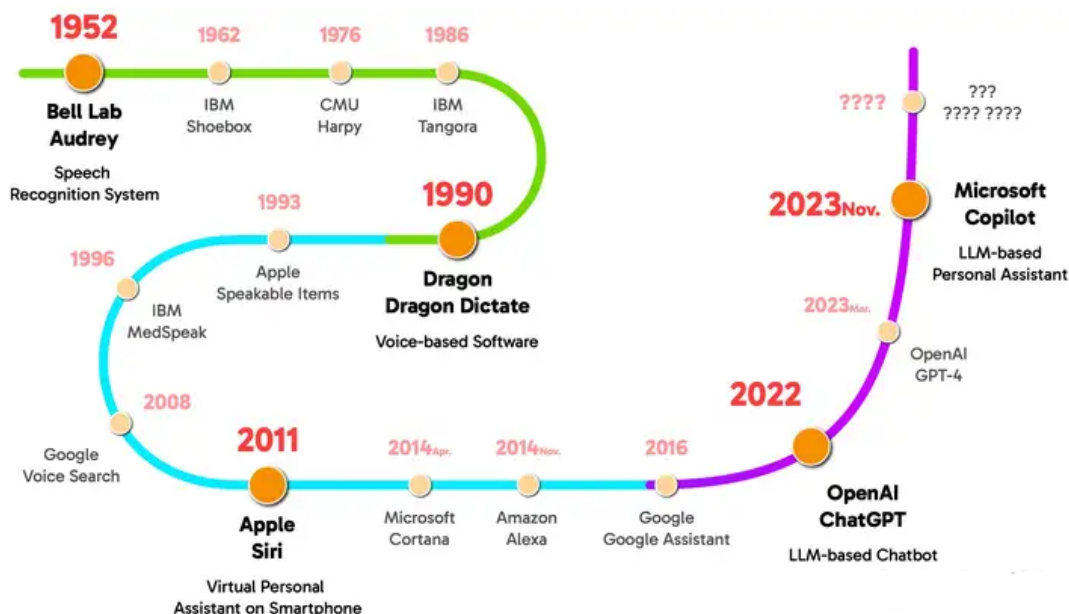 1952
Bell Lab
Audrey
Speech
Recognition System
1962
IBM
Shoebox
1976
CMU
Harpy
1986
IBM
Tangora
1990
Dragon
Dragon Dictate
Voice-based Software
1993
Apple
Speakable Items
1996
IBM
MedSpeak
2008
Google
Voice Search
2011
Apple
Siri
Virtual Personal
Assistant on Smartphone
2014Apr.
Microsoft
Cortana
2014Nov.
Amazon
Alexa
2016
Google
Google Assistant
2022
OpenAI
ChatGPT
LLM-based Chatbot
2023Mar.
OpenAI
GPT-4
2023Nov.
Microsoft
Copilot
LLM-based
Personal Assistant
????
???
???? ????